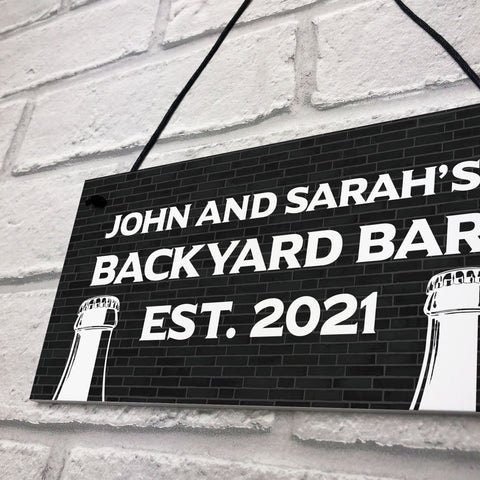 JOHN AND SARAH'S
BACKYARD BAR
EST. 2021